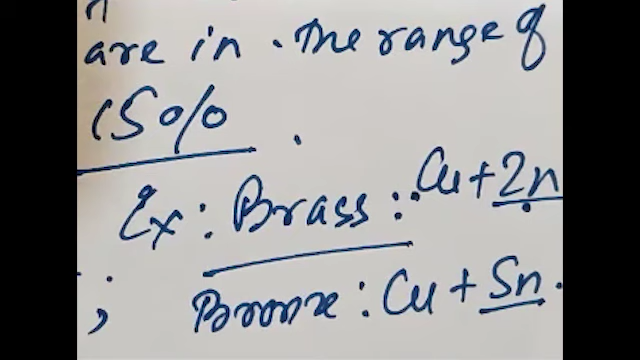 are in the range of
15%.
Ex: Brass: Cu + Zn
; Bronze: Cu + Sn.